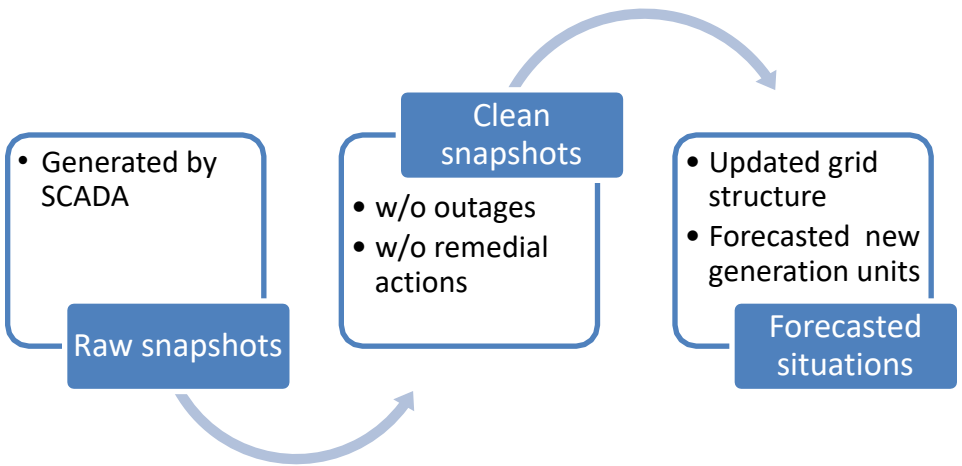 • Generated by
SCADA
Raw snapshots
Clean
snapshots
• w/o outages
• w/o remedial
actions
• Updated grid
structure
• Forecasted new
generation units
Forecasted
situations